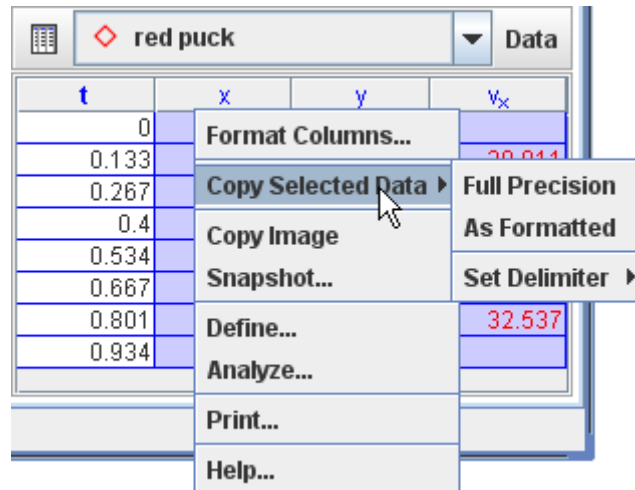 red puck Data
t x y vx
0
0.133
0.267
0.4
0.534
0.667
0.801 32.537
0.934
Format Columns...
Copy Selected Data
Copy Image
Snapshot...
Define...
Analyze...
Print...
Help...
Full Precision
As Formatted
Set Delimiter